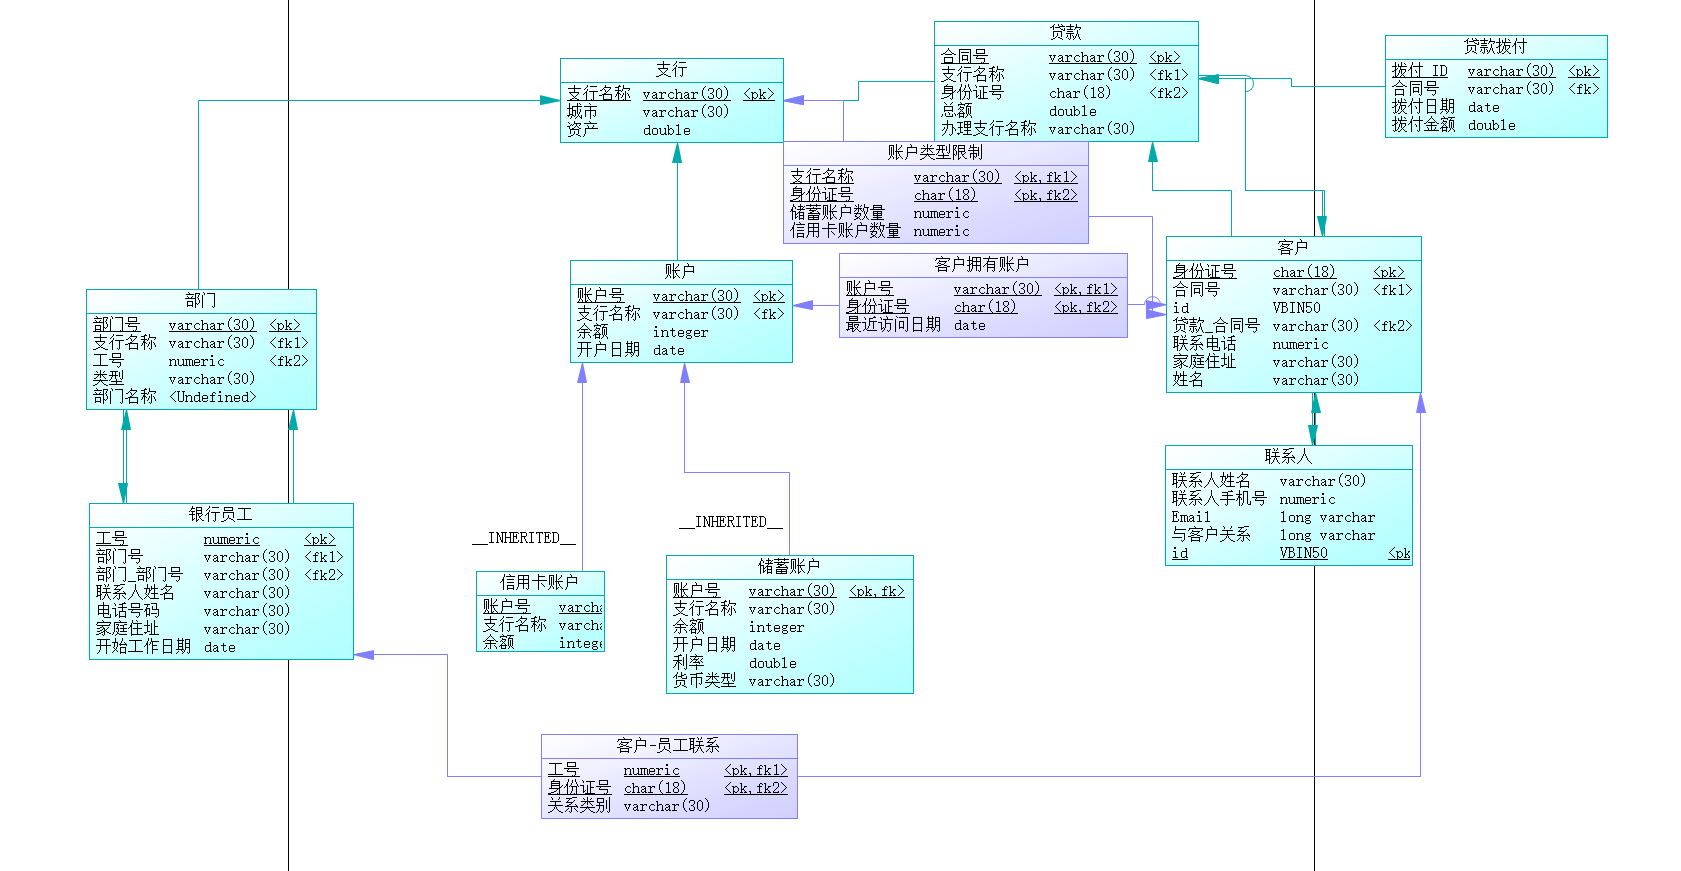 支行
支行名称 varchar(30) <pk>
城市 varchar(30)
资产 double
贷款
合同号 varchar(30) <pk>
支行名称 varchar(30) <fk1>
身份证号 char(18) <fk2>
总额 double
办理支行名称 varchar(30)
贷款拨付
拨付 ID varchar(30) <pk>
合同号 varchar(30) <fk>
拨付日期 date
拨付金额 double
账户类型限制
支行名称 varchar(30) <pk,fk1>
身份证号 char(18) <pk,fk2>
储蓄账户数量 numeric
信用卡账户数量 numeric
部门
部门号 varchar(30) <pk>
支行名称 varchar(30) <fk1>
工号 numeric <fk2>
类型 varchar(30)
部门名称 <Undefined>
账户
账户号 varchar(30) <pk>
支行名称 varchar(30) <fk>
余额 integer
开户日期 date
客户拥有账户
账户号 varchar(30) <pk,fk1>
身份证号 char(18) <pk,fk2>
最近访问日期 date
客户
身份证号 char(18) <pk>
合同号 varchar(30) <fk1>
id VBIN50
贷款_合同号 varchar(30) <fk2>
联系电话 numeric
家庭住址 varchar(30)
姓名 varchar(30)
联系人
联系人姓名 varchar(30)
联系人手机号 numeric
Email long varchar
与客户关系 long varchar
id VBIN50 <pk
银行员工
工号 numeric <pk>
部门号 varchar(30) <fk1>
部门_部门号 varchar(30) <fk2>
联系人姓名 varchar(30)
电话号码 varchar(30)
家庭住址 varchar(30)
开始工作日期 date
__INHERITED__
__INHERITED__
信用卡账户
账户号 varcha
支行名称 varcha
余额 intege
储蓄账户
账户号 varchar(30) <pk,fk>
支行名称 varchar(30)
余额 integer
开户日期 date
利率 double
货币类型 varchar(30)
客户-员工联系
工号 numeric <pk,fk1>
身份证号 char(18) <pk,fk2>
关系类别 varchar(30)